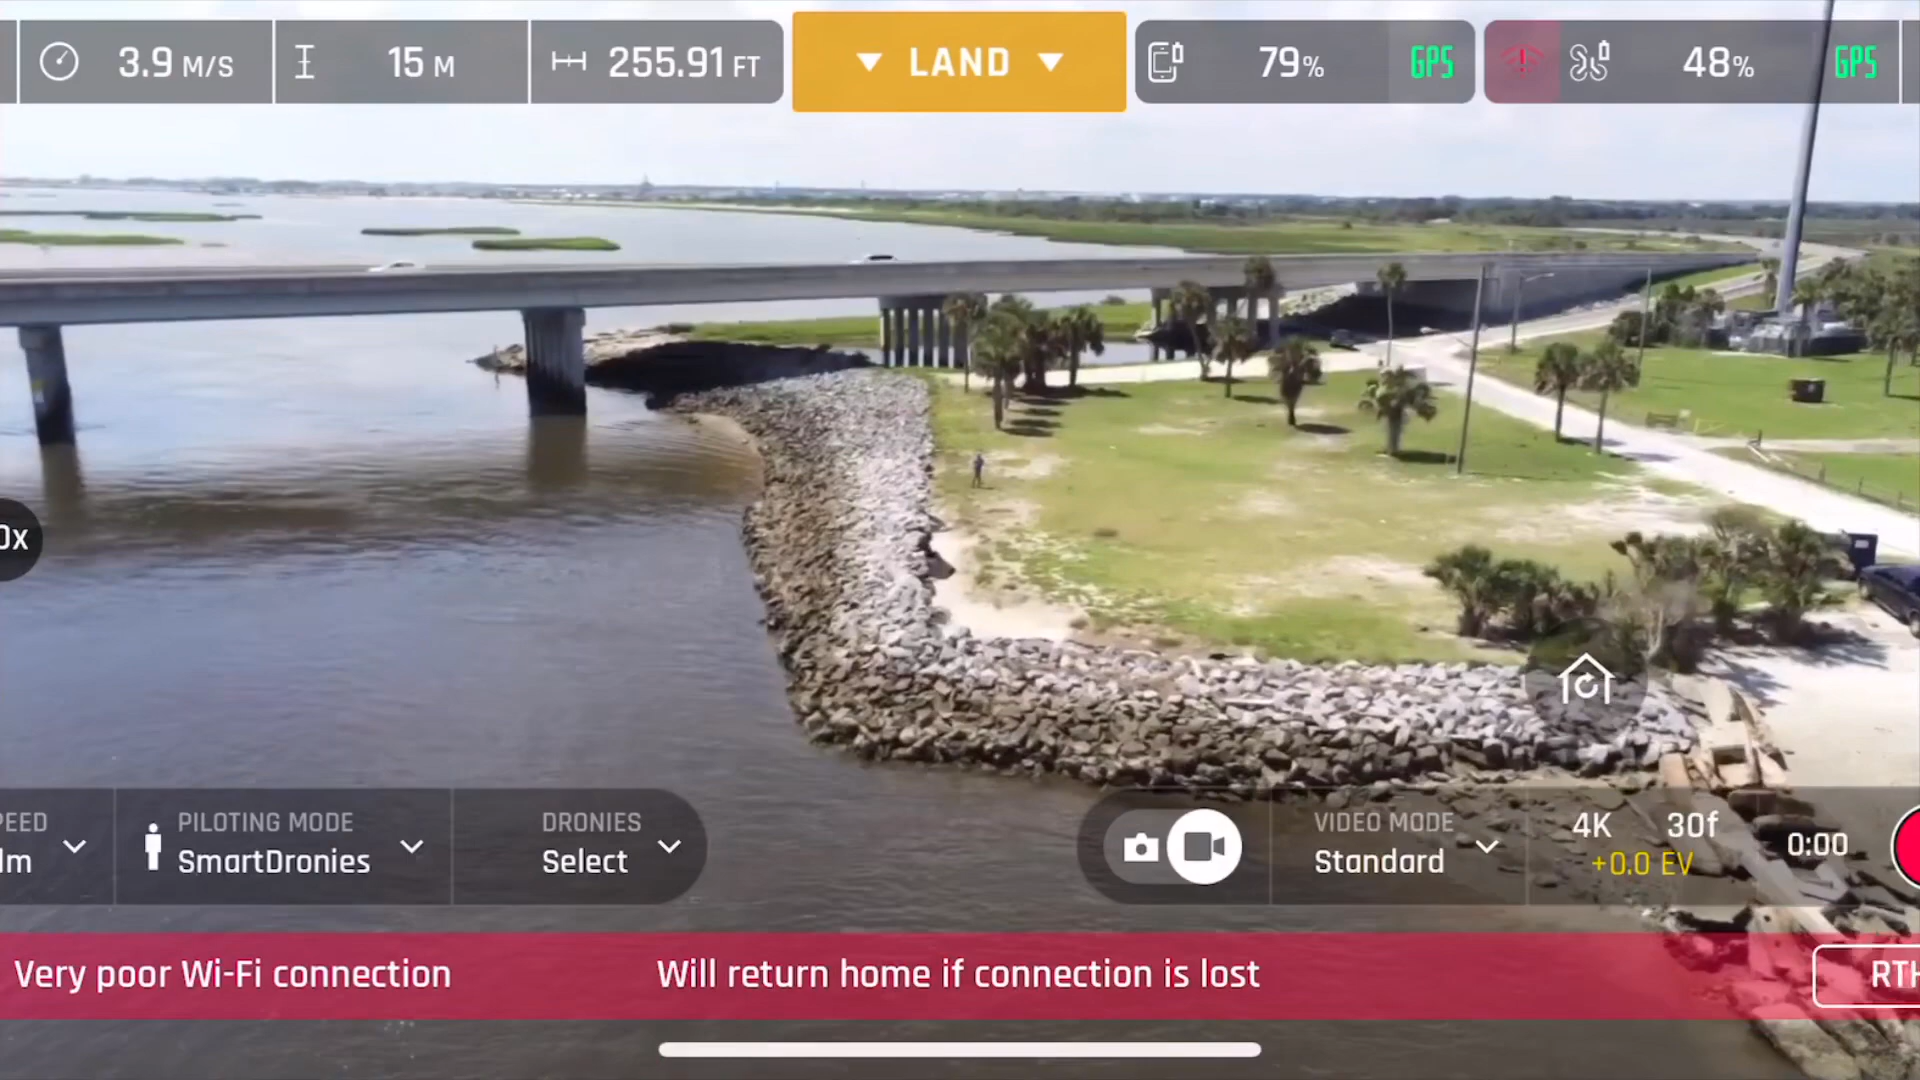 3.9 M/S
15 M
255.91 FT
LAND
79%
GPS
48%
GPS
0x
PEED
lm
PILOTING MODE
SmartDronies
DRONIES
Select
VIDEO MODE
Standard
4K 30f
+0.0 EV
0:00
Very poor Wi-Fi connection
Will return home if connection is lost
RTH